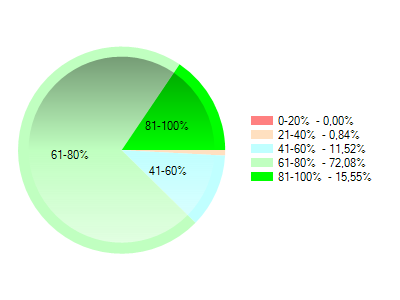 81-100%
61-80%
41-60%
0-20% - 0,00%
21-40% - 0,84%
41-60% - 11,52%
61-80% - 72,08%
81-100% - 15,55%